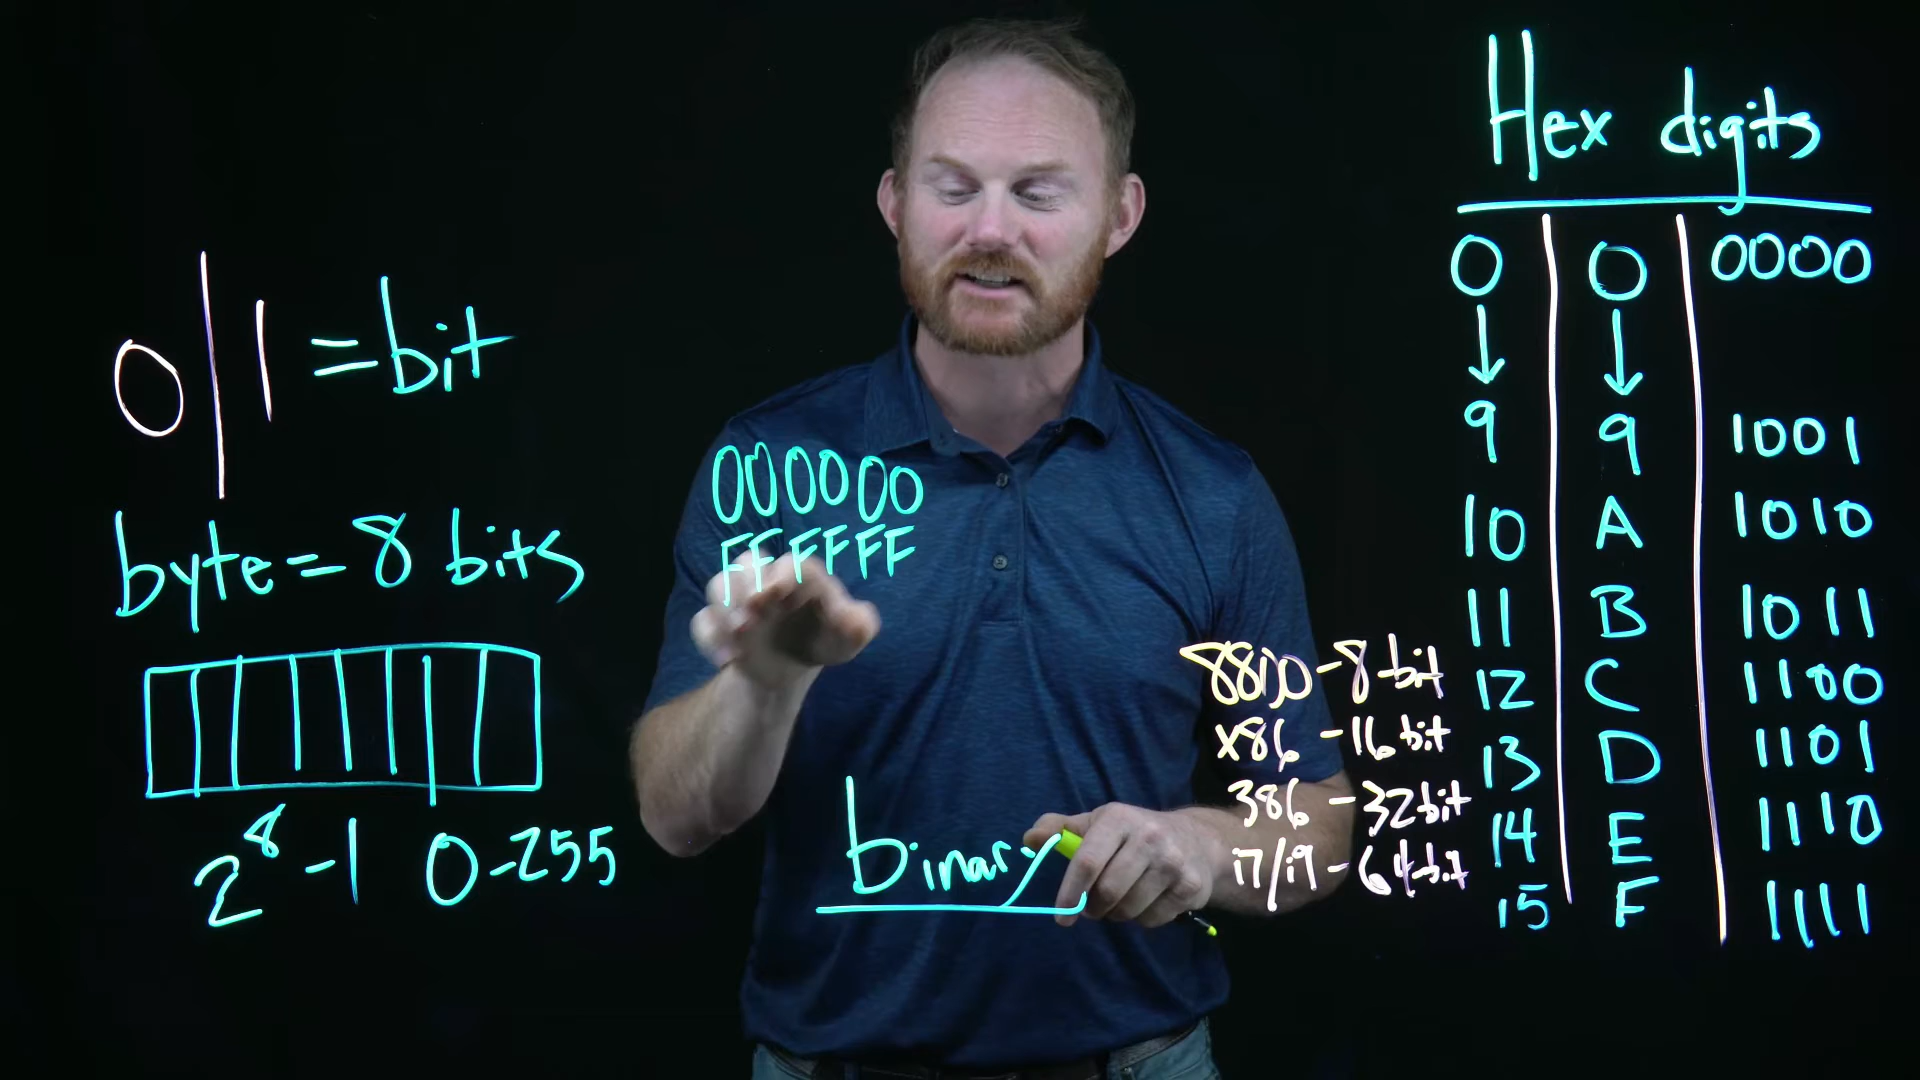 0 | 1 = bit
byte = 8 bits
2^8 - 1 0-255
000000
FFFFFF
binary
8800 - 8 bit
x86 - 16 bit
386 - 32 bit
i7/i9 - 64-bit
Hex digits
0 | 0 | 0000
↓ ↓
9 | 9 | 1001
10 A 1010
11 B 1011
12 C 1100
13 D 1101
14 E 1110
15 F 1111